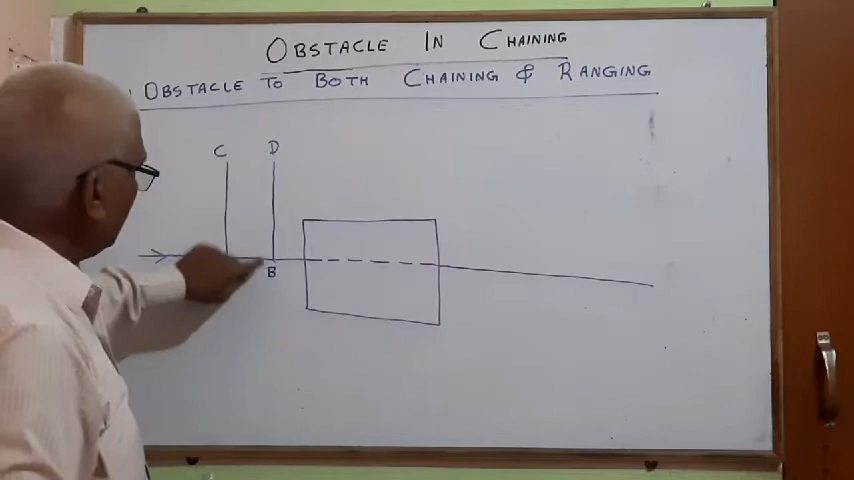 OBSTACLE IN CHAINING
OBSTACLE TO BOTH CHAINING & RANGING
C D
B